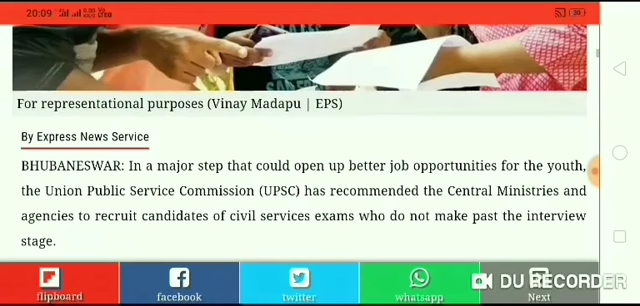 20:09
30
For representational purposes (Vinay Madapu | EPS)
By Express News Service
BHUBANESWAR: In a major step that could open up better job opportunities for the youth,
the Union Public Service Commission (UPSC) has recommended the Central Ministries and
agencies to recruit candidates of civil services exams who do not make past the interview
stage.
DU RECORDER
flipboard
facebook
twitter
whatsapp
Next